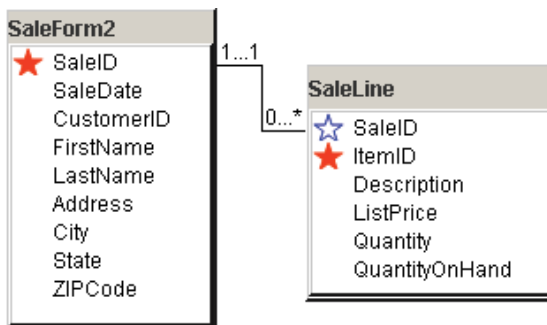 SaleForm2
SaleID
SaleDate
CustomerID
FirstName
LastName
Address
City
State
ZIPCode
1...1
0...*
SaleLine
SaleID
ItemID
Description
ListPrice
Quantity
QuantityOnHand